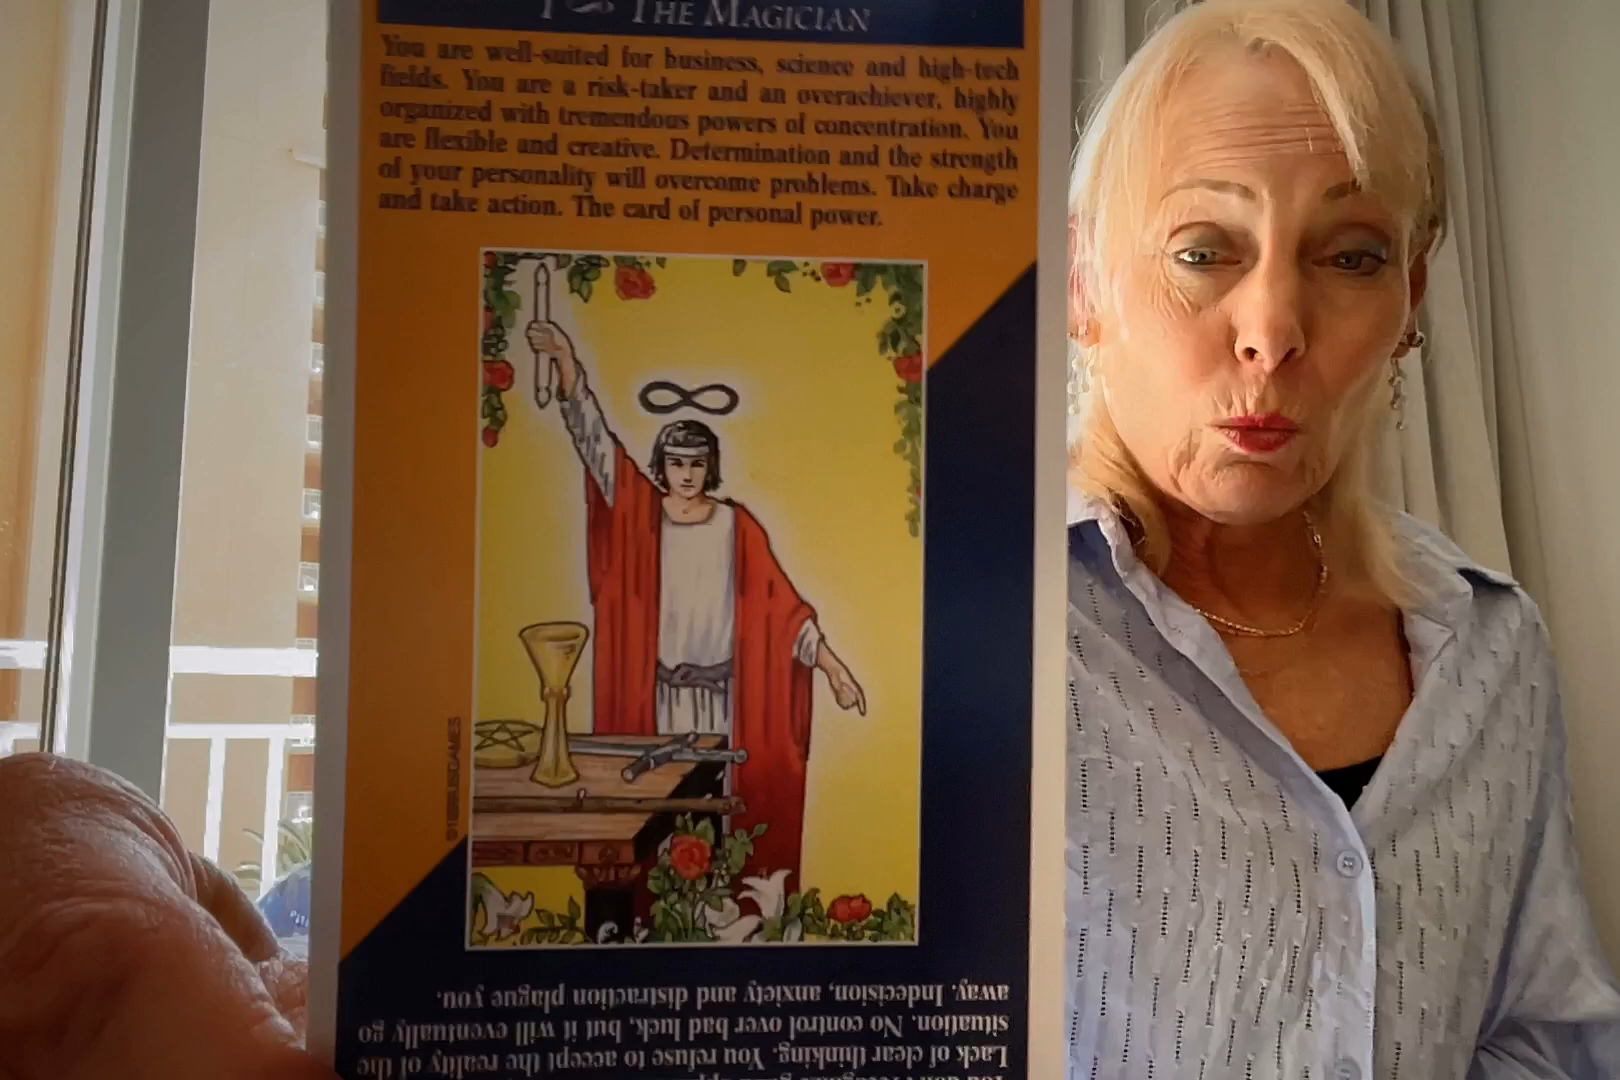 I THE MAGICIAN
You are well-suited for business, science and high-tech
fields. You are a risk-taker and an overachiever, highly
organized with tremendous powers of concentration. You
are flexible and creative. Determination and the strength
of your personality will overcome problems. Take charge
and take action. The card of personal power.
Lack of clear thinking. You refuse to accept the reality of the
situation. No control over bad luck, but it will eventually go
away. Indecision, anxiety and distraction plague you.